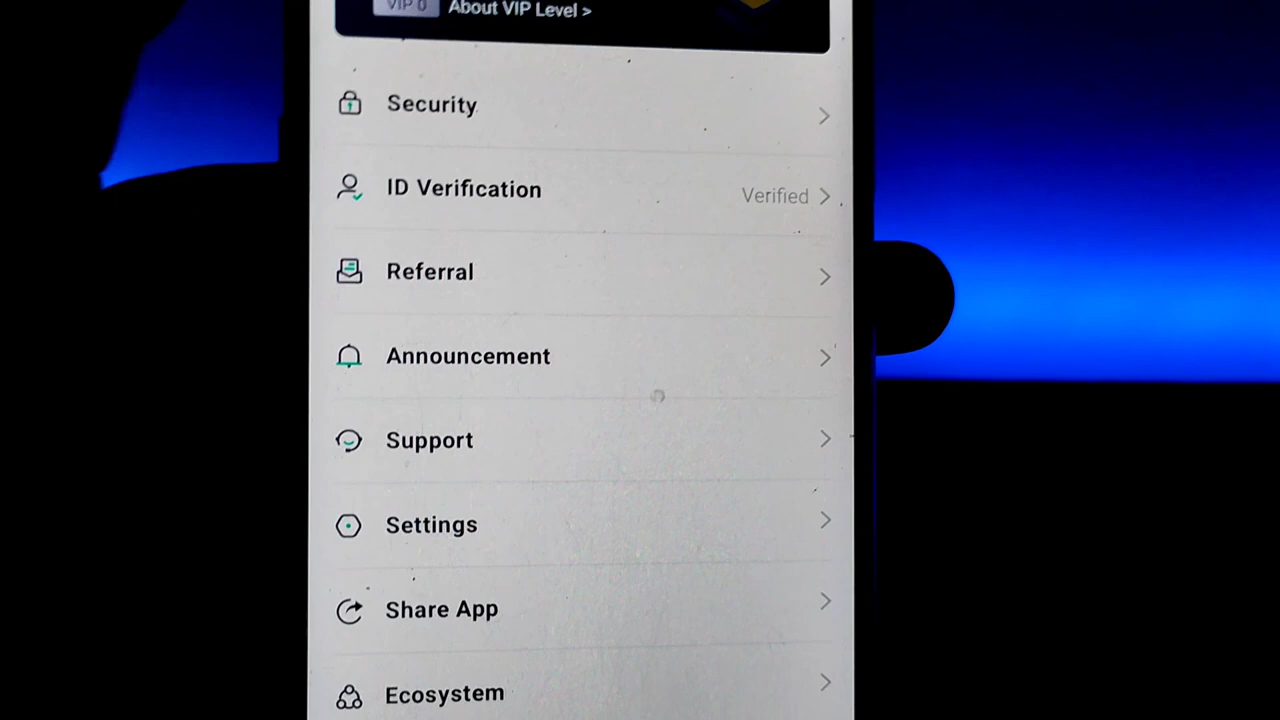 VIP 0 About VIP Level >
Security
ID Verification Verified
Referral
Announcement
Support
Settings
Share App
Ecosystem